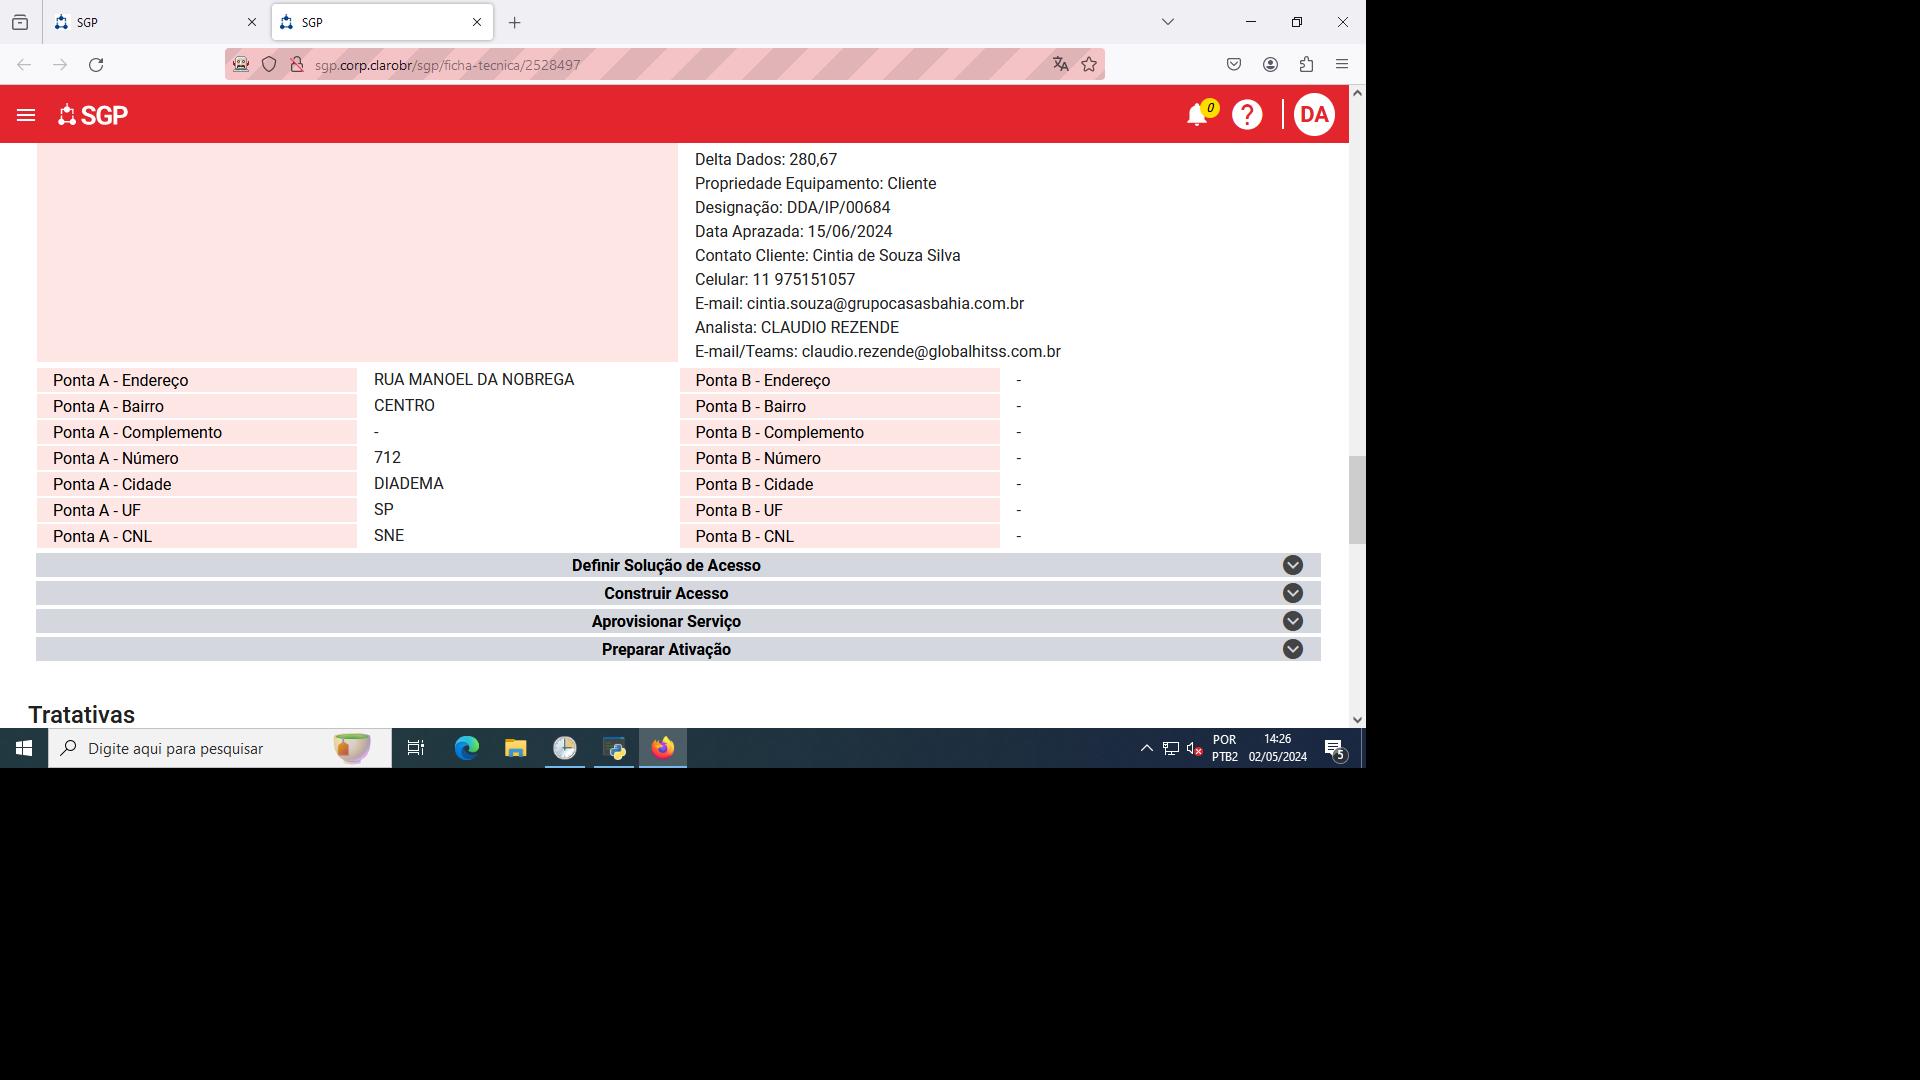 SGP
SGP
sgp.corp.clarobr/sgp/ficha-tecnica/2528497
SGP
0
DA
Delta Dados: 280,67
Propriedade Equipamento: Cliente
Designação: DDA/IP/00684
Data Aprazada: 15/06/2024
Contato Cliente: Cintia de Souza Silva
Celular: 11 975151057
E-mail: cintia.souza@grupocasasbahia.com.br
Analista: CLAUDIO REZENDE
E-mail/Teams: claudio.rezende@globalhitss.com.br
Ponta A - Endereço RUA MANOEL DA NOBREGA Ponta B - Endereço -
Ponta A - Bairro CENTRO Ponta B - Bairro -
Ponta A - Complemento - Ponta B - Complemento -
Ponta A - Número 712 Ponta B - Número -
Ponta A - Cidade DIADEMA Ponta B - Cidade -
Ponta A - UF SP Ponta B - UF -
Ponta A - CNL SNE Ponta B - CNL -
Definir Solução de Acesso
Construir Acesso
Aprovisionar Serviço
Preparar Ativação
Tratativas
Digite aqui para pesquisar
POR
PTB2
14:26
02/05/2024
5